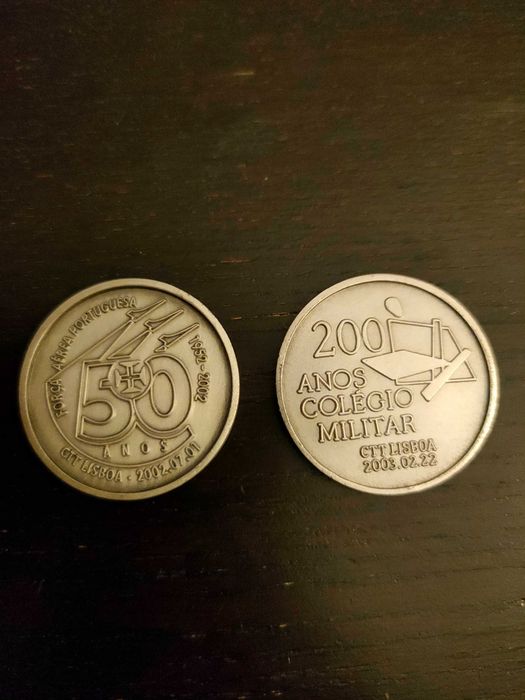 FORÇA AÉREA PORTUGUESA
1952-2002
50
ANOS
CTT LISBOA - 2002.07.01
200
ANOS
COLÉGIO
MILITAR
CTT LISBOA
2003.02.22